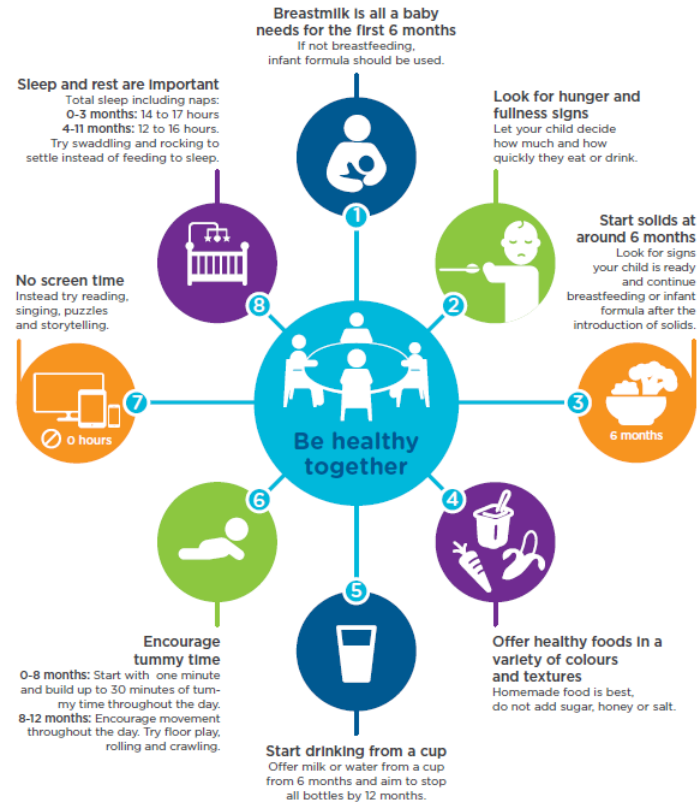 Breastmilk is all a baby
needs for the first 6 months
If not breastfeeding,
infant formula should be used.
1
Look for hunger and
fullness signs
Let your child decide
how much and how
quickly they eat or drink.
2
Start solids at
around 6 months
Look for signs
your child is ready
and continue
breastfeeding or infant
formula after the
introduction of solids.
3
6 months
4
Offer healthy foods in a
variety of colours
and textures
Homemade food is best,
do not add sugar, honey or salt.
5
Start drinking from a cup
Offer milk or water from a cup
from 6 months and aim to stop
all bottles by 12 months.
6
Encourage
tummy time
0-8 months: Start with one minute
and build up to 30 minutes of tum-
my time throughout the day.
8-12 months: Encourage movement
throughout the day. Try floor play,
rolling and crawling.
No screen time
Instead try reading,
singing, puzzles
and storytelling.
7
0 hours
Sleep and rest are important
Total sleep including naps:
0-3 months: 14 to 17 hours
4-11 months: 12 to 16 hours.
Try swaddling and rocking to
settle instead of feeding to sleep.
8
Be healthy
together